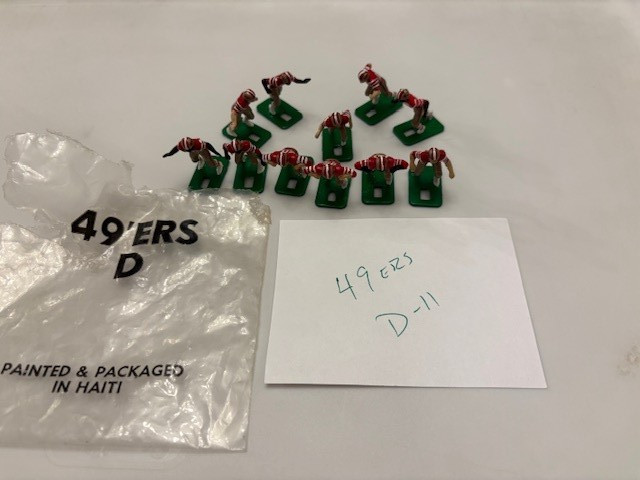 49'ERS
D
PAINTED & PACKAGED
IN HAITI
49ERS
D-11